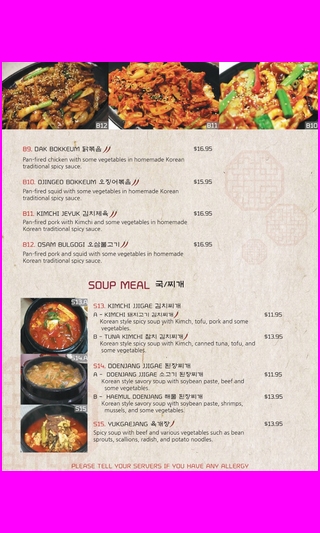 B12
B11
B10
B9. DAK BOKKEUM 닭볶음 $16.95
Pan-fired chicken with some vegetables in homemade Korean
traditional spicy sauce.
B10. OJINGEO BOKKEUM 오징어볶음 $15.95
Pan-fired squid with some vegetables in homemade Korean
traditional spicy sauce.
B11. KIMCHI JEYUK 김치제육 $16.95
Pan-fired pork with Kimchi and some vegetables in homemade
Korean traditional spicy sauce.
B12. OSAM BULGOGI 오삼불고기 $16.95
Pan-fired pork and squid with some vegetables in homemade
Korean traditional spicy sauce.
SOUP MEAL 국/찌개
S13.A
S13. KIMCHI JJIGAE 김치찌개
A - KIMCHI 돼지고기 김치찌개 $11.95
Korean style spicy soup with Kimchi, tofu, pork and some
vegetables.
B - TUNA KIMCHI 참치 김치찌개 $13.95
Korean style spicy soup with Kimchi, canned tuna, tofu, and
some vegetables.
S14.A
S14. DOENJANG JJIGAE 된장찌개
A - DOENJANG JJIGAE 소고기 된장찌개 $11.95
Korean style savory stoup with soybean paste, beef and
some vegetables.
B - HAEMUL DOENJANG 해물 된장찌개 $13.95
Korean style savory soup with soybean paste, shrimps,
mussels, and some vegetables.
S15
S15. YUKGAEJANG 육개장 $13.95
Spicy soup with beef and various vegetables such as bean
sprouts, scallions, radish, and potato noodles.
PLEASE TELL YOUR SERVERS IF YOU HAVE ANY ALLERGY